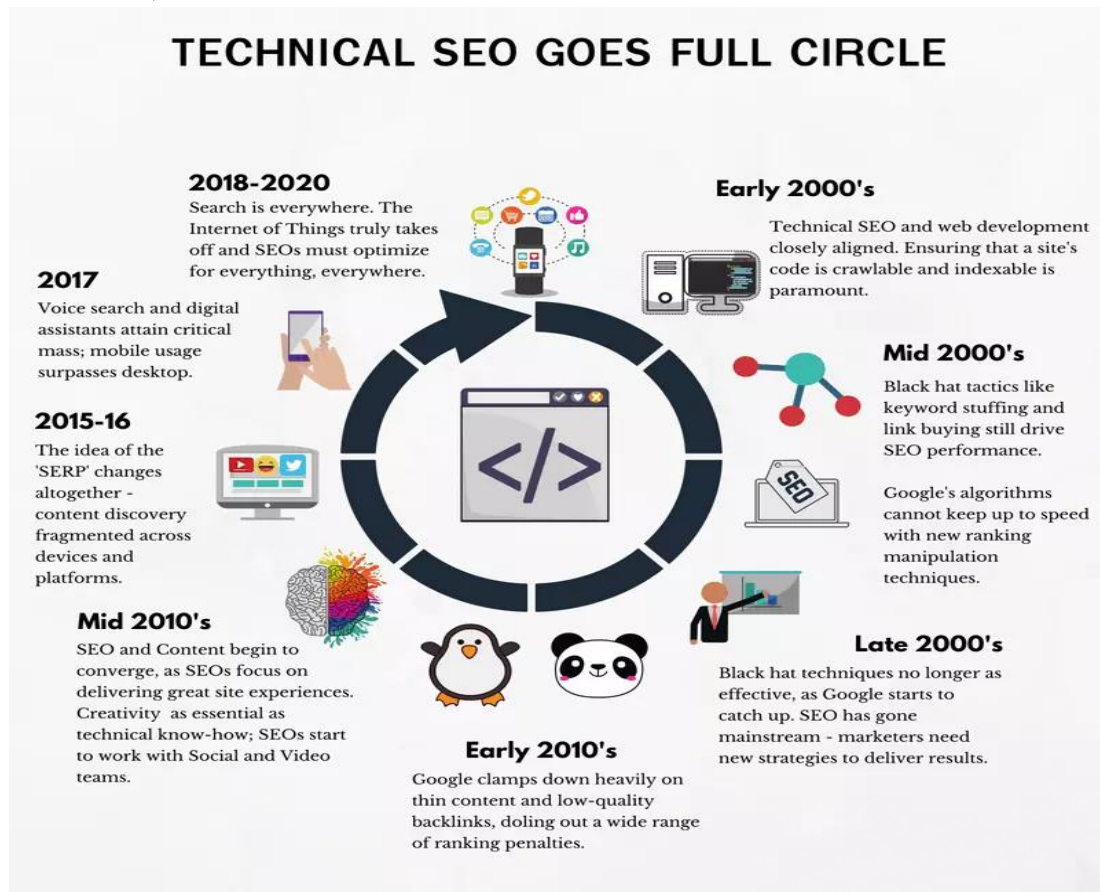 TECHNICAL SEO GOES FULL CIRCLE
Early 2000's
Technical SEO and web development
closely aligned. Ensuring that a site's
code is crawlable and indexable is
paramount.
Mid 2000's
Black hat tactics like
keyword stuffing and
link buying still drive
SEO performance.
Google's algorithms
cannot keep up to speed
with new ranking
manipulation
techniques.
SEO
Late 2000's
Black hat techniques no longer as
effective, as Google starts to
catch up. SEO has gone
mainstream - marketers need
new strategies to deliver results.
Early 2010's
Google clamps down heavily on
thin content and low-quality
backlinks, doling out a wide range
of ranking penalties.
Mid 2010's
SEO and Content begin to
converge, as SEOs focus on
delivering great site experiences.
Creativity as essential as
technical know-how; SEOs start
to work with Social and Video
teams.
2015-16
The idea of the
'SERP' changes
altogether -
content discovery
fragmented across
devices and
platforms.
2017
Voice search and digital
assistants attain critical
mass; mobile usage
surpasses desktop.
2018-2020
Search is everywhere. The
Internet of Things truly takes
off and SEOs must optimize
for everything, everywhere.
</>